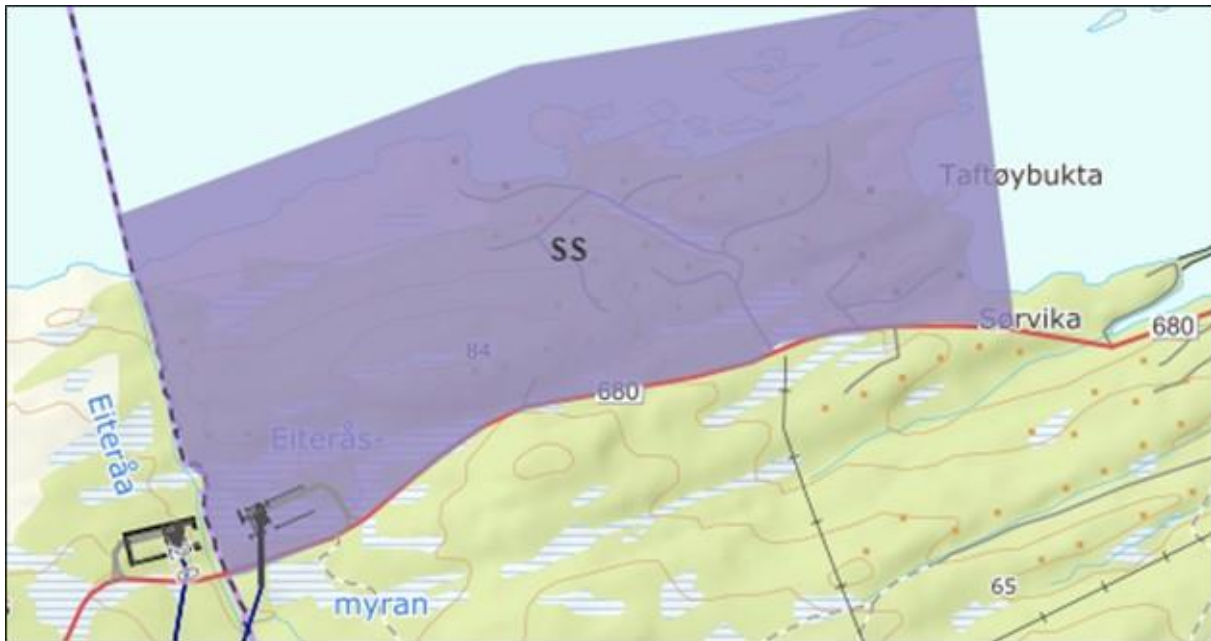 Taftøybukta
SS
Sørvika
680
84
680
Eiteråa
Eiterås-
myran
65